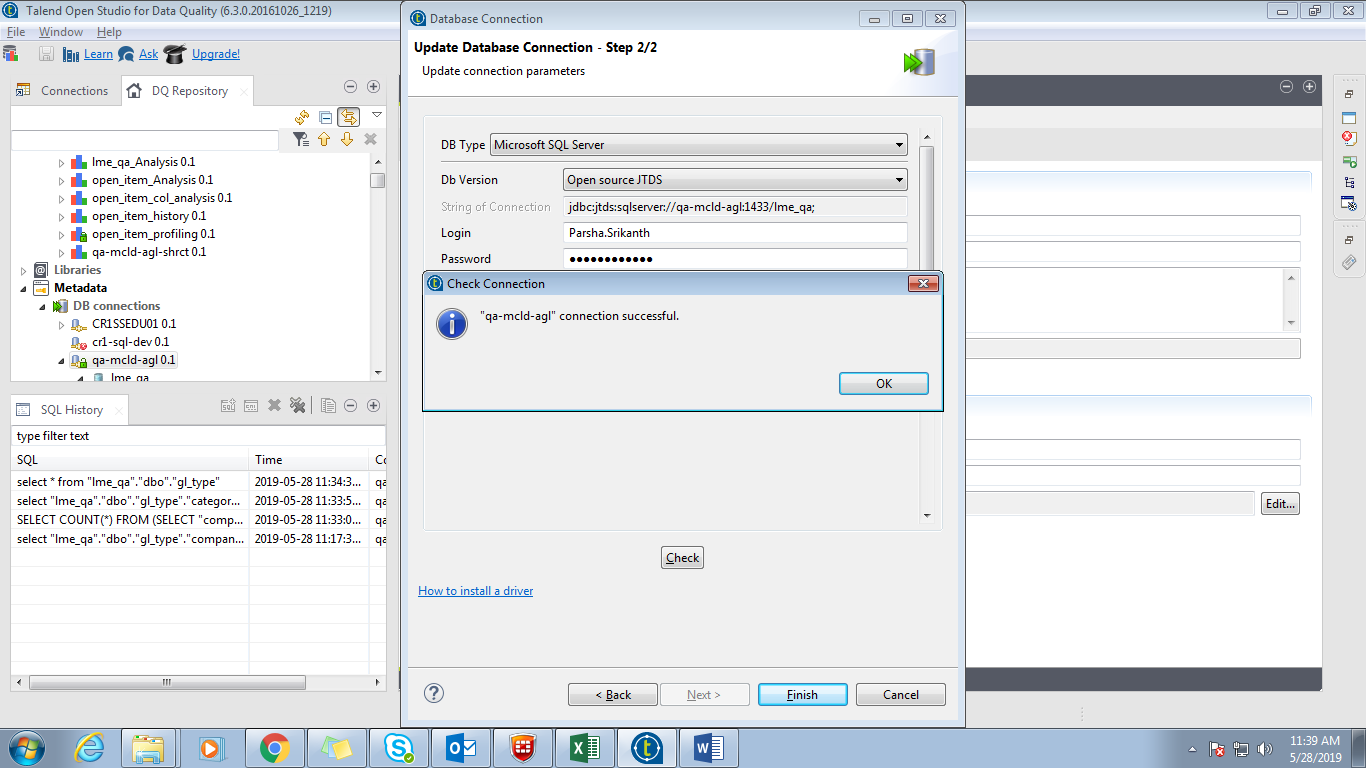 Talend Open Studio for Data Quality (6.3.0.20161026_1219)
File Window Help
Learn Ask Upgrade!
Connections DQ Repository
lme_qa_Analysis 0.1
open_item_Analysis 0.1
open_item_col_analysis 0.1
open_item_history 0.1
open_item_profiling 0.1
qa-mcld-agl-shrct 0.1
Libraries
Metadata
DB connections
CR1SSEDU01 0.1
cr1-sql-dev 0.1
qa-mcld-agl 0.1
lme_qa
SQL History
type filter text
SQL Time Co
select * from "lme_qa"."dbo"."gl_type" 2019-05-28 11:34:3... qa
select "lme_qa"."dbo"."gl_type"."categor... 2019-05-28 11:33:5... qa
SELECT COUNT(*) FROM (SELECT "comp... 2019-05-28 11:33:0... qa
select "lme_qa"."dbo"."gl_type"."compan... 2019-05-28 11:17:3... qa
Database Connection
Update Database Connection - Step 2/2
Update connection parameters
DB Type Microsoft SQL Server
Db Version Open source JTDS
String of Connection jdbc:jtds:sqlserver://qa-mcld-agl:1433/lme_qa;
Login Parsha.Srikanth
Password ●●●●●●●●●●●●
Check Connection
"qa-mcld-agl" connection successful.
OK
Check
How to install a driver
< Back Next > Finish Cancel
Edit...
11:39 AM
5/28/2019